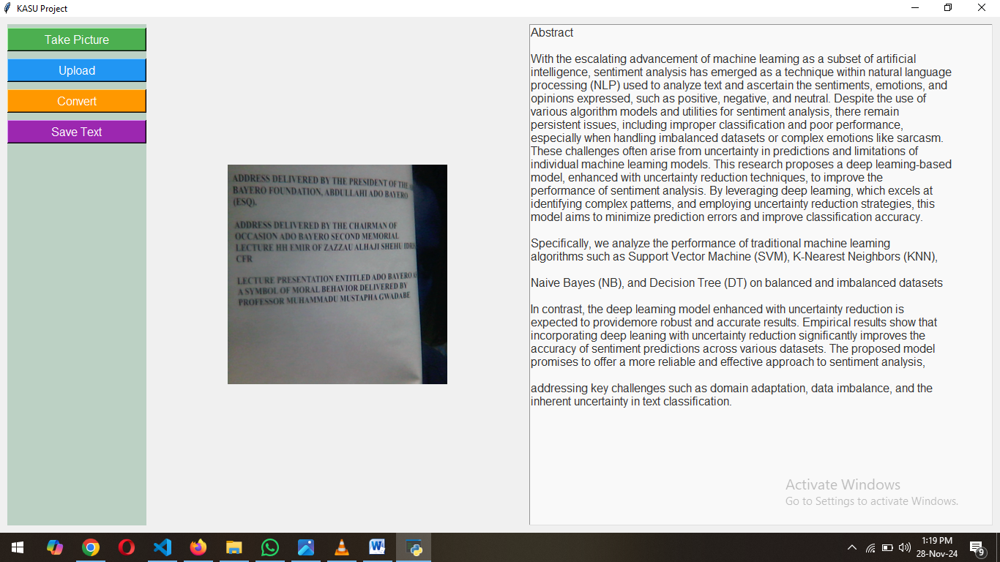 KASU Project
Take Picture
Upload
Convert
Save Text
ADDRESS DELIVERED BY THE PRESIDENT OF THE
BAYERO FOUNDATION, ABDULLAHI ADO BAYERO
(ESQ).
ADDRESS DELIVERED BY THE CHAIRMAN OF
OCCASION ADO BAYERO SECOND MEMORIAL
LECTURE HH EMIR OF ZAZZAU ALHAJI SHEHU
CFR
LECTURE PRESENTATION ENTITLED ADO BAYERO
A SYMBOL OF MORAL BEHAVIOR DELIVERED BY
PROFESSOR MUHAMMADU MUSTAPHA GWADABE
Abstract
With the escalating advancement of machine leaming as a subset of artificial
intelligence, sentiment analysis has emerged as a technique within natural language
processing (NLP) used to analyze text and ascertain the sentiments, emotions, and
opinions expressed, such as positive, negative, and neutral. Despite the use of
various algorithm models and utilities for sentiment analysis, there remain
persistent issues, including improper classification and poor performance,
especially when handling imbalanced datasets or complex emotions like sarcasm.
These challenges often arise from uncertainty in predictions and limitations of
individual machine learning models. This research proposes a deep leaming-based
model, enhanced with uncertainty reduction techniques, to improve the
performance of sentiment analysis. By leveraging deep learning, which excels at
identifying complex patterns, and employing uncertainty reduction strategies, this
model aims to minimize prediction errors and improve classification accuracy.
Specifically, we analyze the performance of traditional machine leaming
algorithms such as Support Vector Machine (SVM), K-Nearest Neighbors (KNN),
Naive Bayes (NB), and Decision Tree (DT) on balanced and imbalanced datasets
In contrast, the deep leaming model enhanced with uncertainty reduction is
expected to providemore robust and accurate results. Empirical results show that
incorporating deep leaning with uncertainty reduction significantly improves the
accuracy of sentiment predictions across various datasets. The proposed model
promises to offer a more reliable and effective approach to sentiment analysis,
addressing key challenges such as domain adaptation, data imbalance, and the
inherent uncertainty in text classification.
Activate Windows
Go to Settings to activate Windows.
1:19 PM
28-Nov-24
9